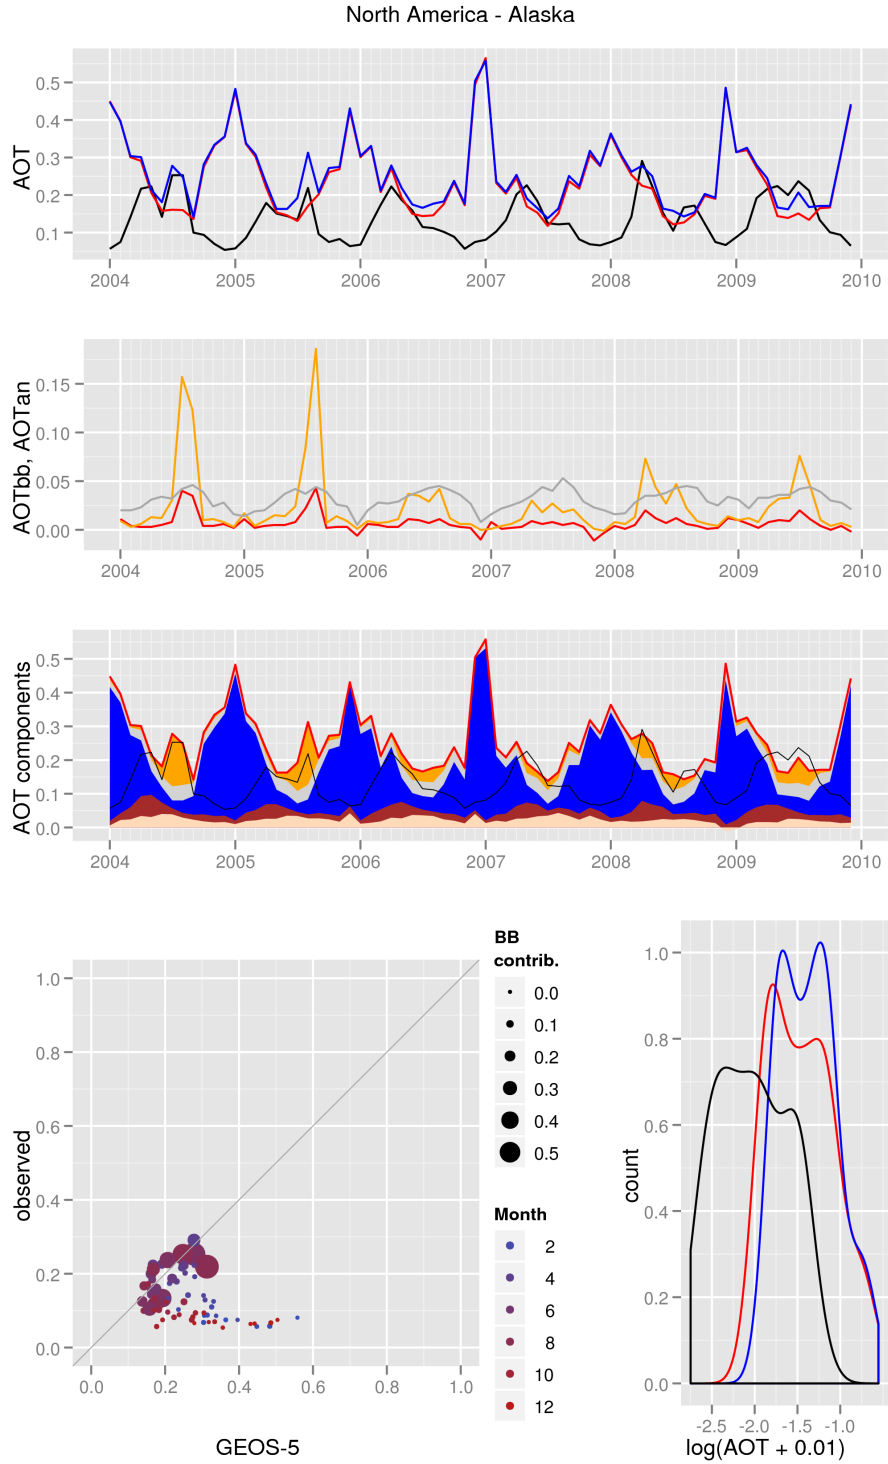 North America - Alaska
AOT
0.5
0.4
0.3
0.2
0.1
2004 2005 2006 2007 2008 2009 2010
AOTbb, AOTan
0.15
0.10
0.05
0.00
2004 2005 2006 2007 2008 2009 2010
AOT components
0.5
0.4
0.3
0.2
0.1
0.0
2004 2005 2006 2007 2008 2009 2010
observed
1.0
0.8
0.6
0.4
0.2
0.0
0.0 0.2 0.4 0.6 0.8 1.0
GEOS-5
BB
contrib.
0.0
0.1
0.2
0.3
0.4
0.5
Month
2
4
6
8
10
12
count
1.0
0.8
0.6
0.4
0.2
0.0
-2.5 -2.0 -1.5 -1.0
log(AOT + 0.01)